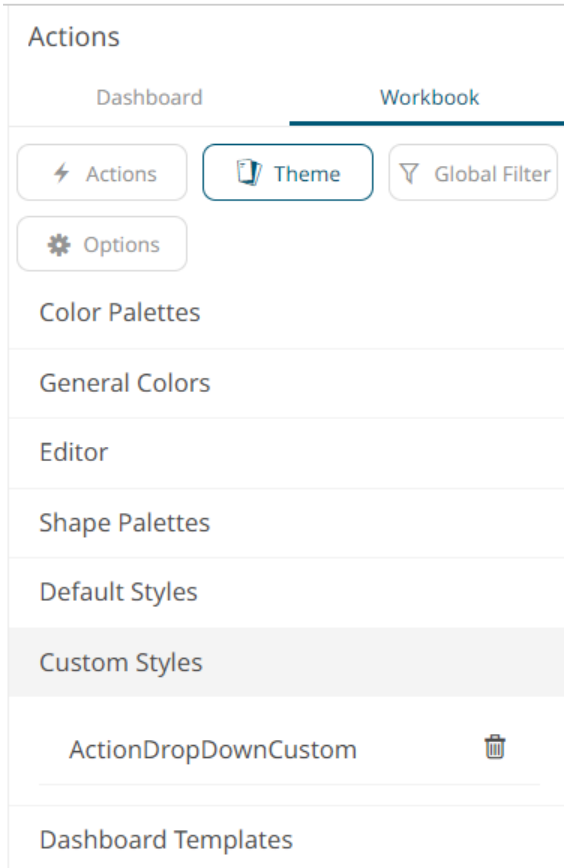 Actions
Dashboard Workbook
Actions Theme Global Filter
Options
Color Palettes
General Colors
Editor
Shape Palettes
Default Styles
Custom Styles
ActionDropDownCustom
Dashboard Templates